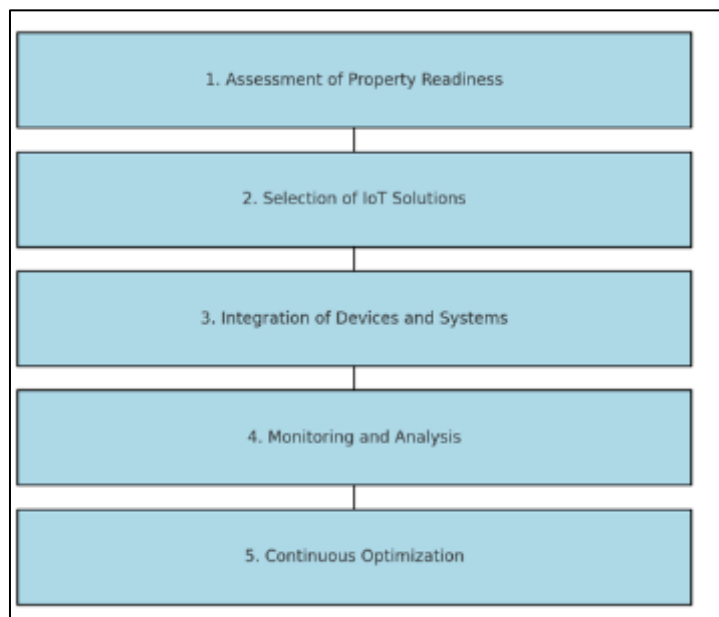 1. Assessment of Property Readiness
2. Selection of IoT Solutions
3. Integration of Devices and Systems
4. Monitoring and Analysis
5. Continuous Optimization